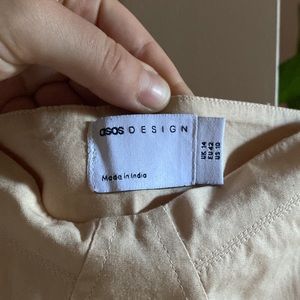 asos DESIGN
Made in India
UK 14
EU 42
US 10